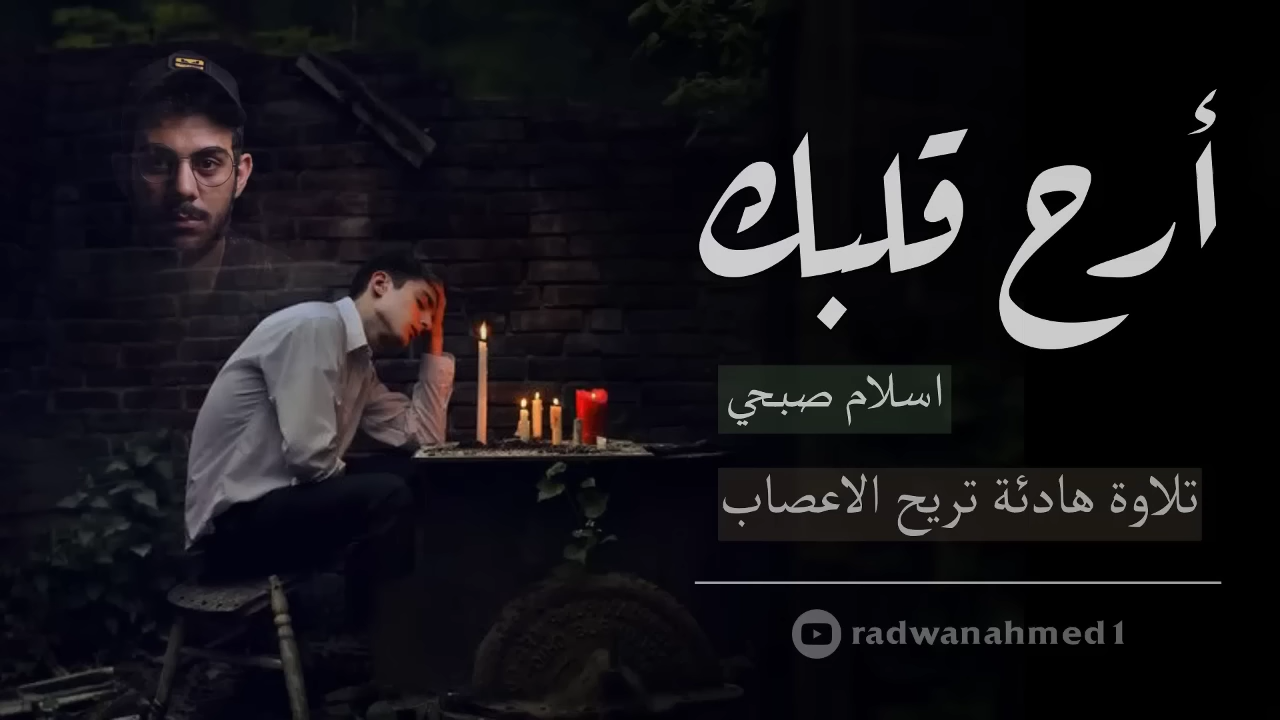 أرح قلبك
اسلام صبحي
تلاوة هادئة تريح الاعصاب
radwanahmed1